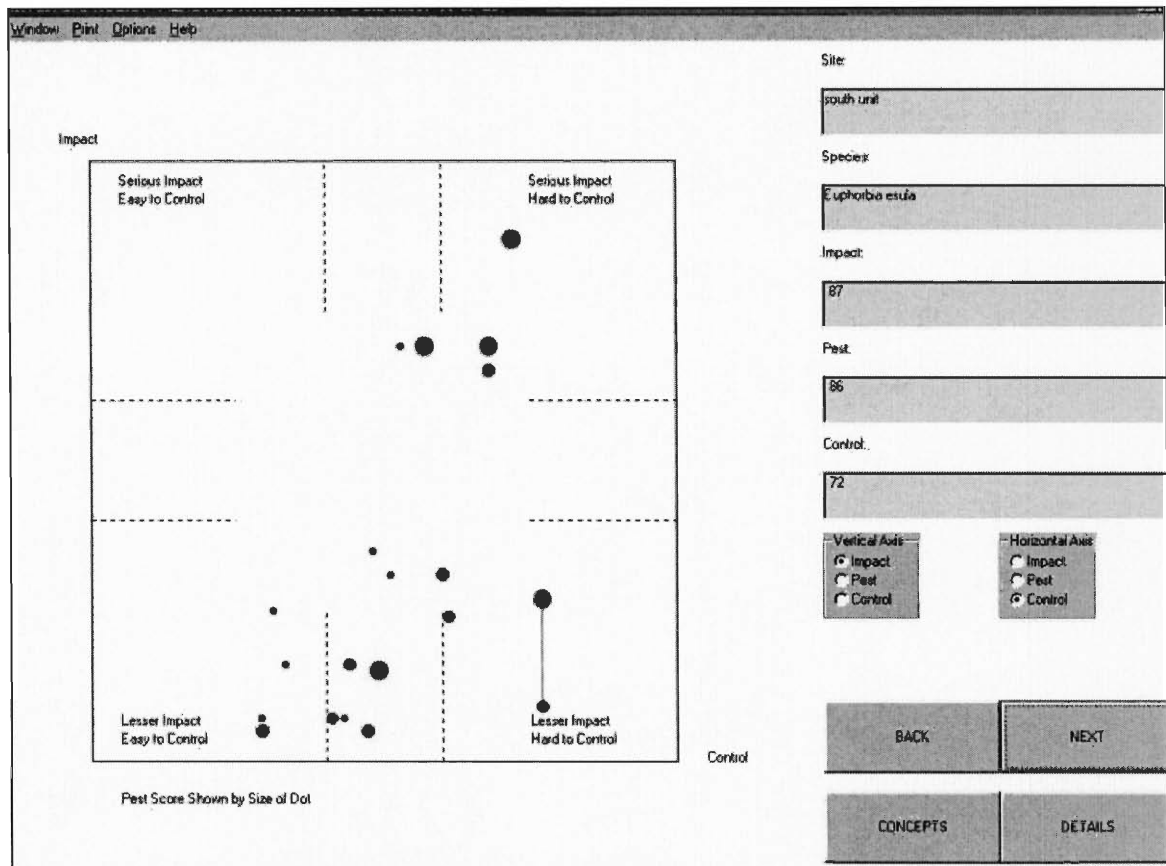 Window Print Options Help
Site:
south unit
Impact
Species:
Serious Impact
Easy to Control
Serious Impact
Hard to Control
Euphorbia esula
Impact:
87
Pest:
86
Control:
72
Vertical Axis
Impact
Pest
Control
Horizontal Axis
Impact
Pest
Control
Lesser Impact
Easy to Control
Lesser Impact
Hard to Control
Control
BACK
NEXT
Pest Score Shown by Size of Dot
CONCEPTS
DETAILS